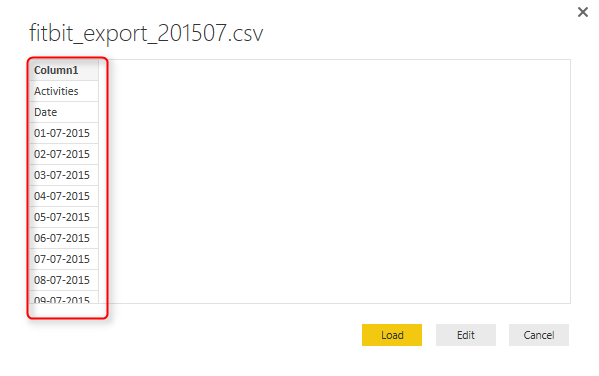 fitbit_export_201507.csv
Column1
Activities
Date
01-07-2015
02-07-2015
03-07-2015
04-07-2015
05-07-2015
06-07-2015
07-07-2015
08-07-2015
09-07-2015
Load Edit Cancel